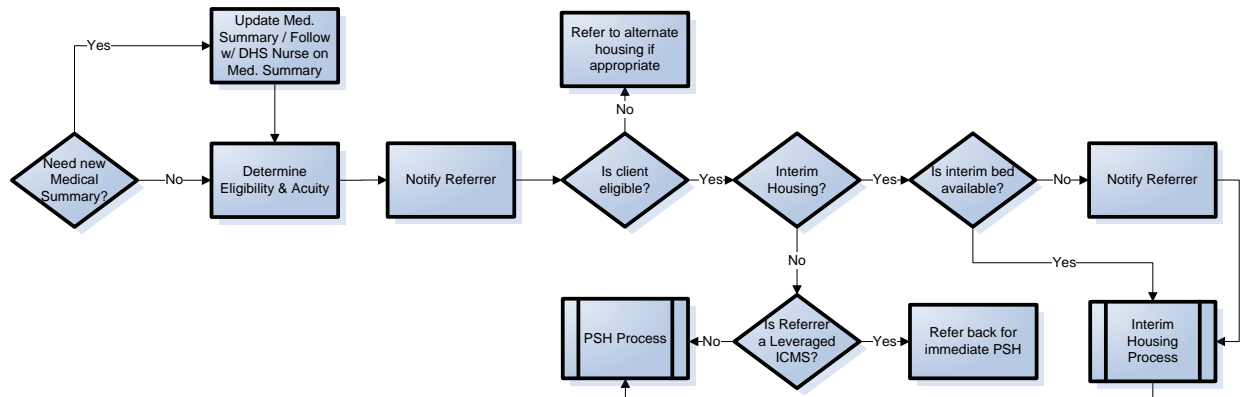 Update Med.
Summary / Follow
w/ DHS Nurse on
Med. Summary
Yes
Refer to alternate
housing if
appropriate
No
Need new
Medical
Summary?
No
Determine
Eligibility & Acuity
Notify Referrer
Is client
eligible?
Yes
Interim
Housing?
Yes
Is interim bed
available?
No
Notify Referrer
No
Yes
PSH Process
No
Is Referrer
a Leveraged
ICMS?
Yes
Refer back for
immediate PSH
Interim
Housing
Process